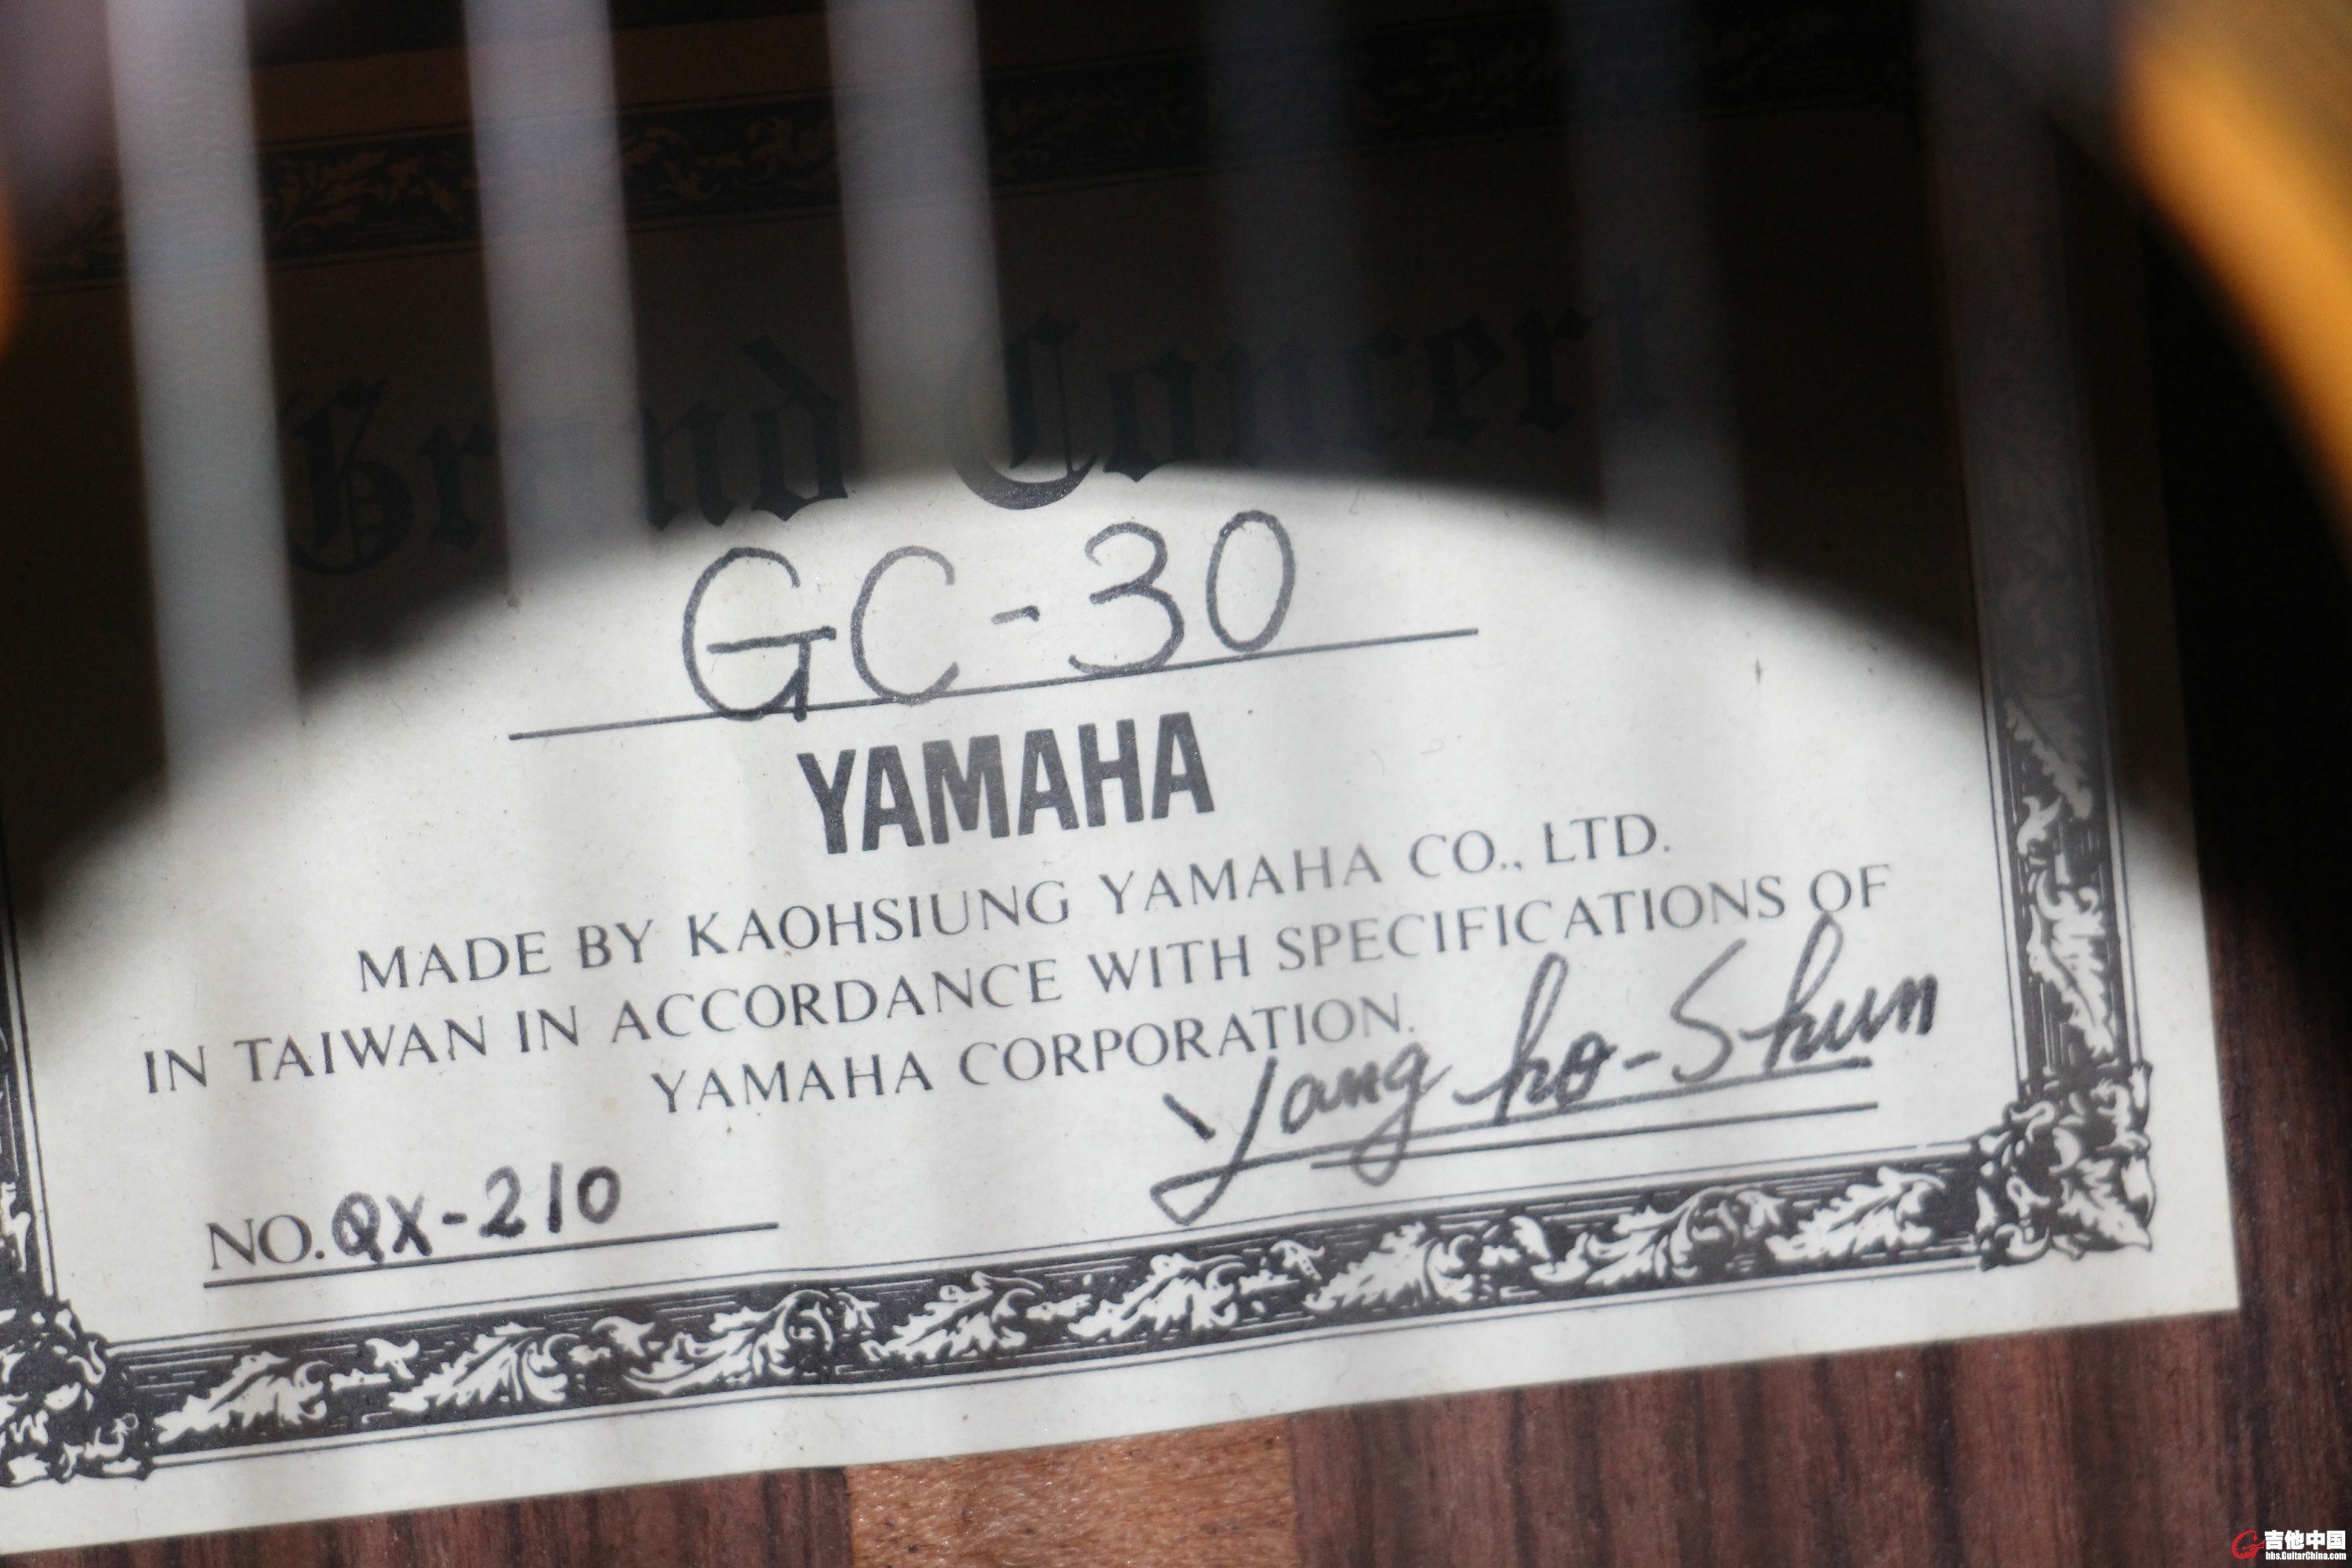 Grand Concert
GC-30
YAMAHA
MADE BY KAOHSIUNG YAMAHA CO., LTD.
IN TAIWAN IN ACCORDANCE WITH SPECIFICATIONS OF
YAMAHA CORPORATION.
Yang ho-Shun
NO. QX-210
吉他中国
bbs.GuitarChina.com